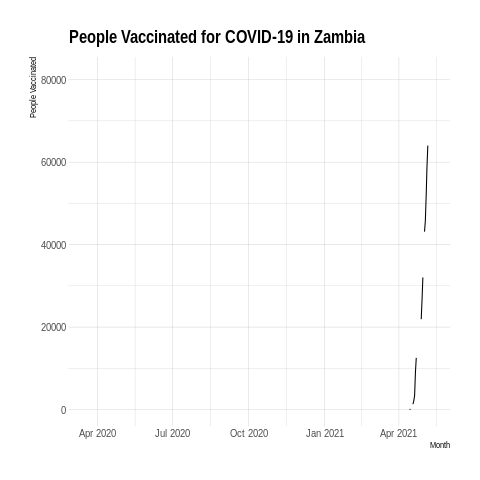 People Vaccinated for COVID-19 in Zambia
People Vaccinated
80000
60000
40000
20000
0
Apr 2020 Jul 2020 Oct 2020 Jan 2021 Apr 2021
Month